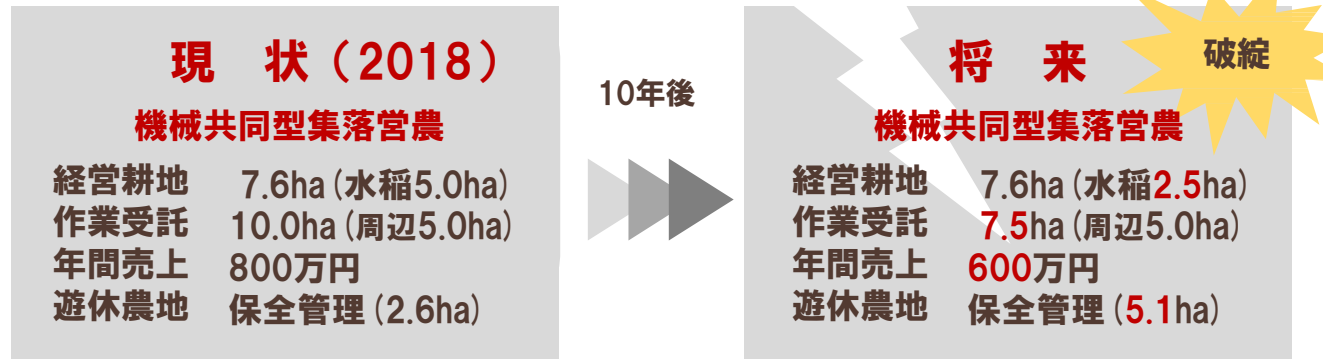 現 状（2018）
機械共同型集落営農
経営耕地 7.6ha（水稲5.0ha）
作業受託 10.0ha（周辺5.0ha）
年間売上 800万円
遊休農地 保全管理（2.6ha）
10年後
将 来
破綻
機械共同型集落営農
経営耕地 7.6ha（水稲2.5ha）
作業受託 7.5ha（周辺5.0ha）
年間売上 600万円
遊休農地 保全管理（5.1ha）